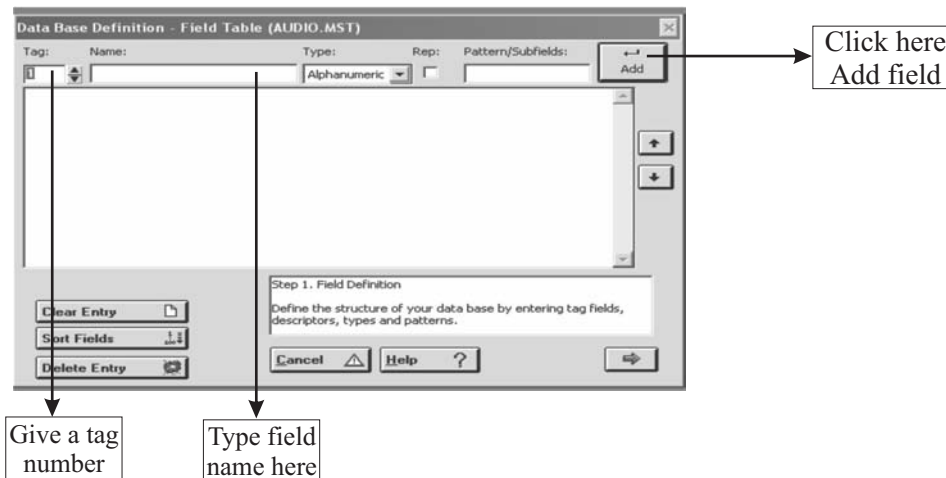 Data Base Definition - Field Table (AUDIO.MST)
Tag: Name: Type: Rep: Pattern/Subfields:
Alphanumeric
Add
Click here
Add field
Step 1. Field Definition
Define the structure of your data base by entering tag fields,
descriptors, types and patterns.
Clear Entry
Sort Fields
Delete Entry
Cancel Help ?
Give a tag
number
Type field
name here